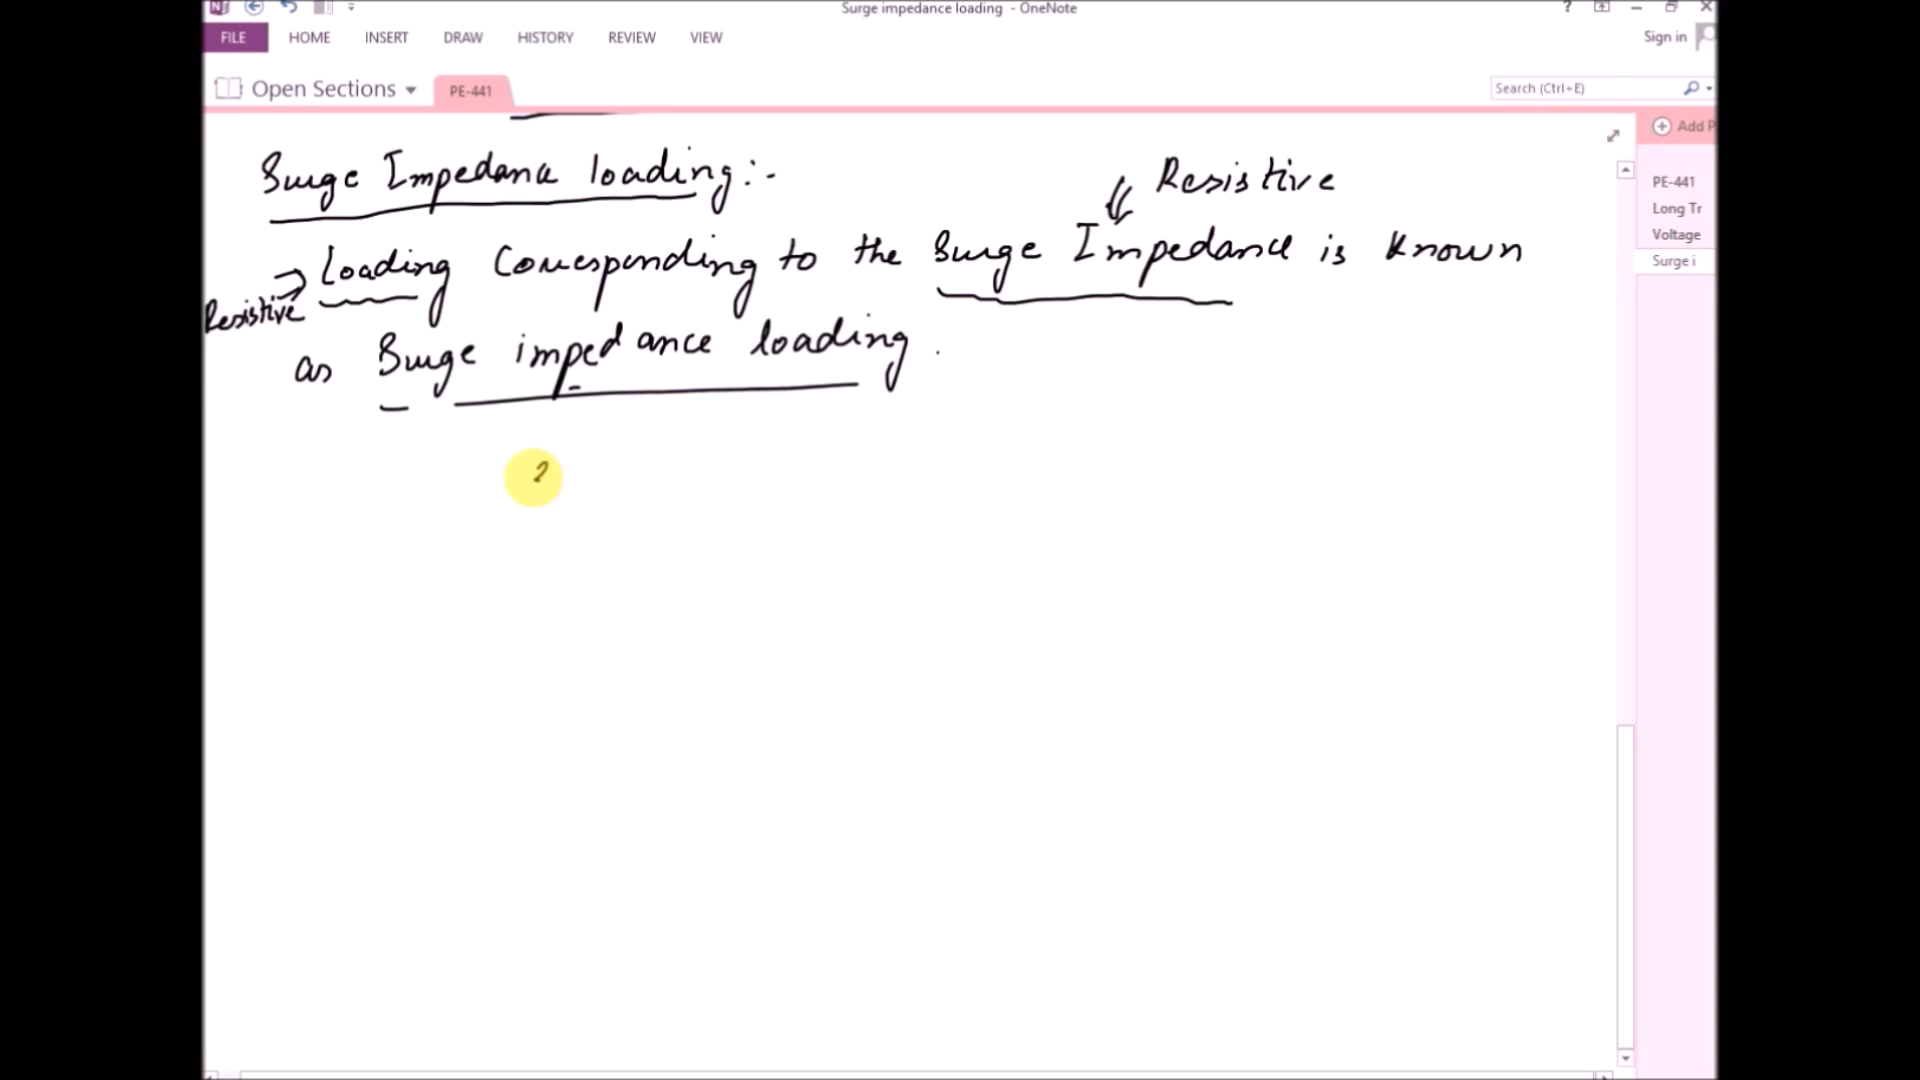 Surge impedance loading - OneNote
?
FILE HOME INSERT DRAW HISTORY REVIEW VIEW
Sign in
Open Sections PE-441
Search (Ctrl+E)
Add P
PE-441
Long Tr
Voltage
Surge i
Surge Impedance loading:-
Resistive
Loading Corresponding to the Surge Impedance is known
Resistive
as Surge impedance loading.